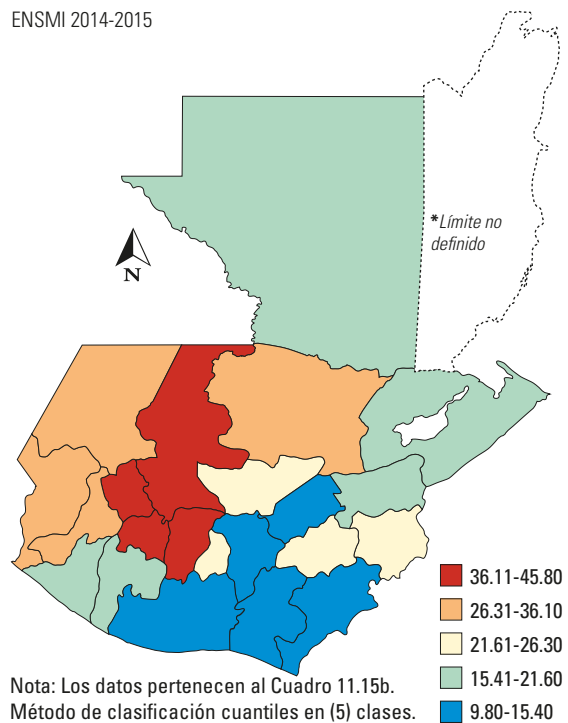 ENSMI 2014-2015
*Límite no
definido
N
36.11-45.80
26.31-36.10
21.61-26.30
15.41-21.60
9.80-15.40
Nota: Los datos pertenecen al Cuadro 11.15b.
Método de clasificación cuantiles en (5) clases.